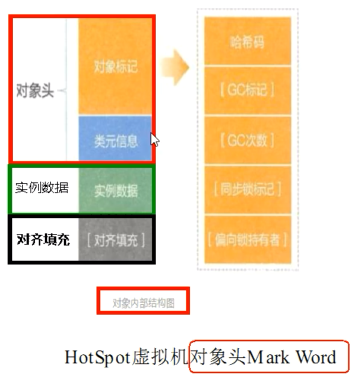 对象头
对象标记
类元信息
实例数据
实例数据
对齐填充
[对齐填充]
哈希码
[GC标记]
[GC次数]
[同步锁标记]
[偏向锁持有者]
对象内部结构图
HotSpot虚拟机对象头Mark Word